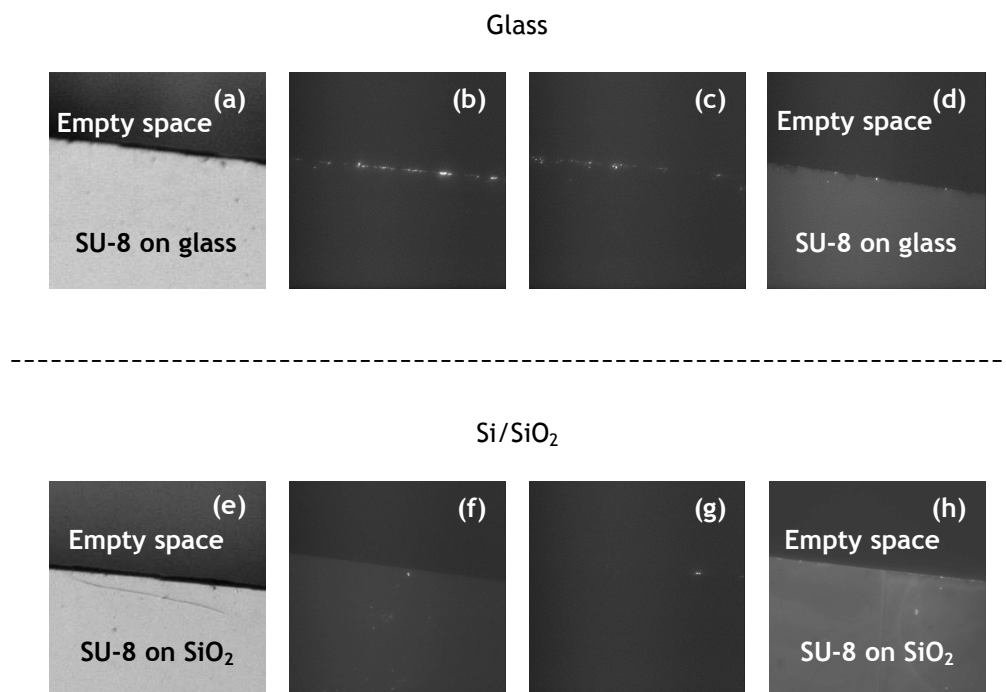 Glass
(a)
(b)
(c)
(d)
Empty space
Empty space
SU-8 on glass
SU-8 on glass
Si/SiO₂
(e)
(f)
(g)
(h)
Empty space
Empty space
SU-8 on SiO₂
SU-8 on SiO₂